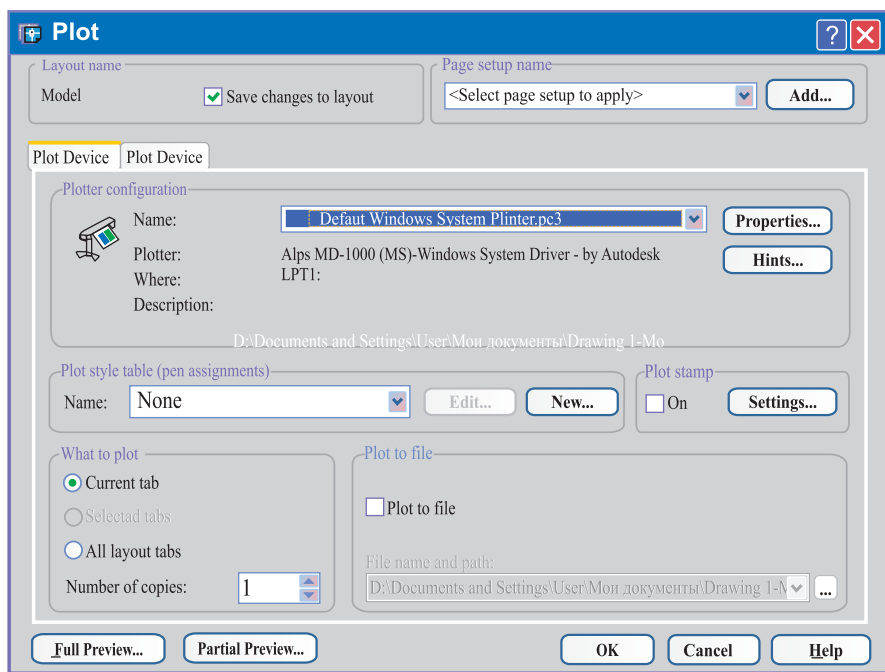 Plot
Layout name
Model
Save changes to layout
Page setup name
<Select page setup to apply>
Add...
Plot Device
Plot Device
Plotter configuration
Name:
Defaut Windows System Plinter.pc3
Properties...
Plotter:
Alps MD-1000 (MS)-Windows System Driver - by Autodesk
Hints...
Where:
LPT1:
Description:
D:\Documents and Settings\User\Мои документы\Drawing 1-Mo
Plot style table (pen assignments)
Name:
None
Edit...
New...
Plot stamp
On
Settings...
What to plot
Current tab
Selectad tabs
All layout tabs
Number of copies:
1
Plot to file
Plot to file
File name and path:
D:\Documents and Settings\User\Мои документы\Drawing 1-M
...
Full Preview...
Partial Preview...
OK
Cancel
Help